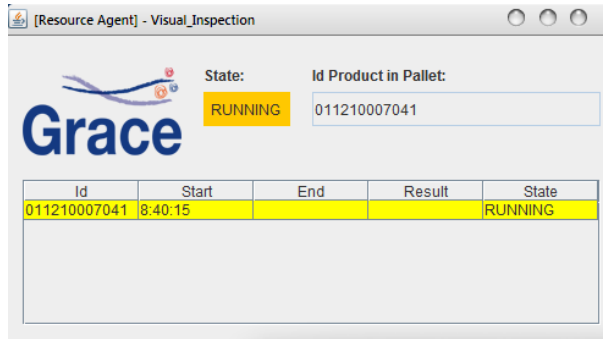 [Resource Agent] - Visual_Inspection
State: Id Product in Pallet:
RUNNING 011210007041
Grace
Id Start End Result State
011210007041 8:40:15 RUNNING